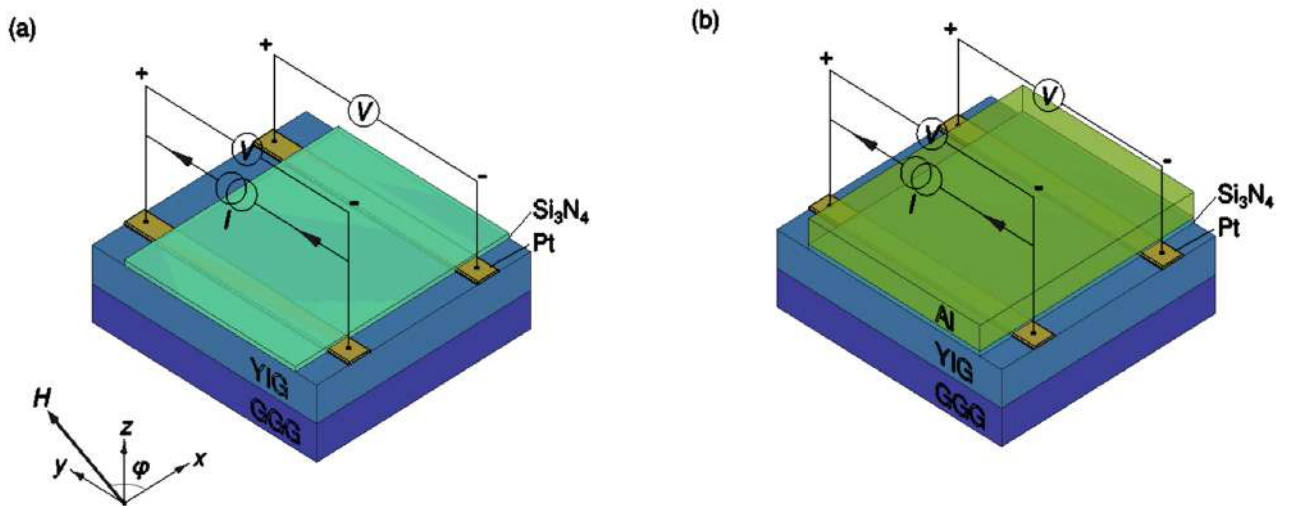 (a)
+
+
V
V
-
-
I
Si₃N₄
Pt
YIG
GGG
H
z
y
φ
x
(b)
+
+
V
V
-
-
I
Si₃N₄
Pt
Al
YIG
GGG